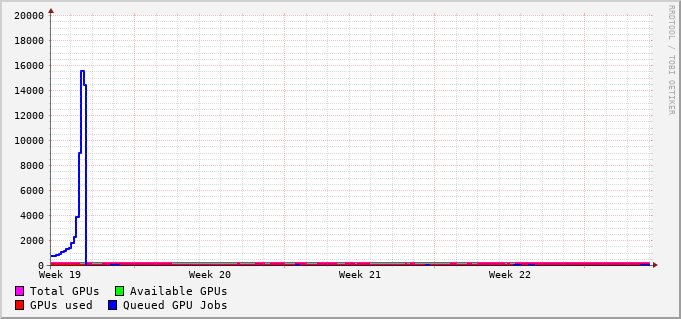 RRDTOOL / TOBI OETIKER
20000
18000
16000
14000
12000
10000
8000
6000
4000
2000
0
Week 19 Week 20 Week 21 Week 22
Total GPUs Available GPUs
GPUs used Queued GPU Jobs